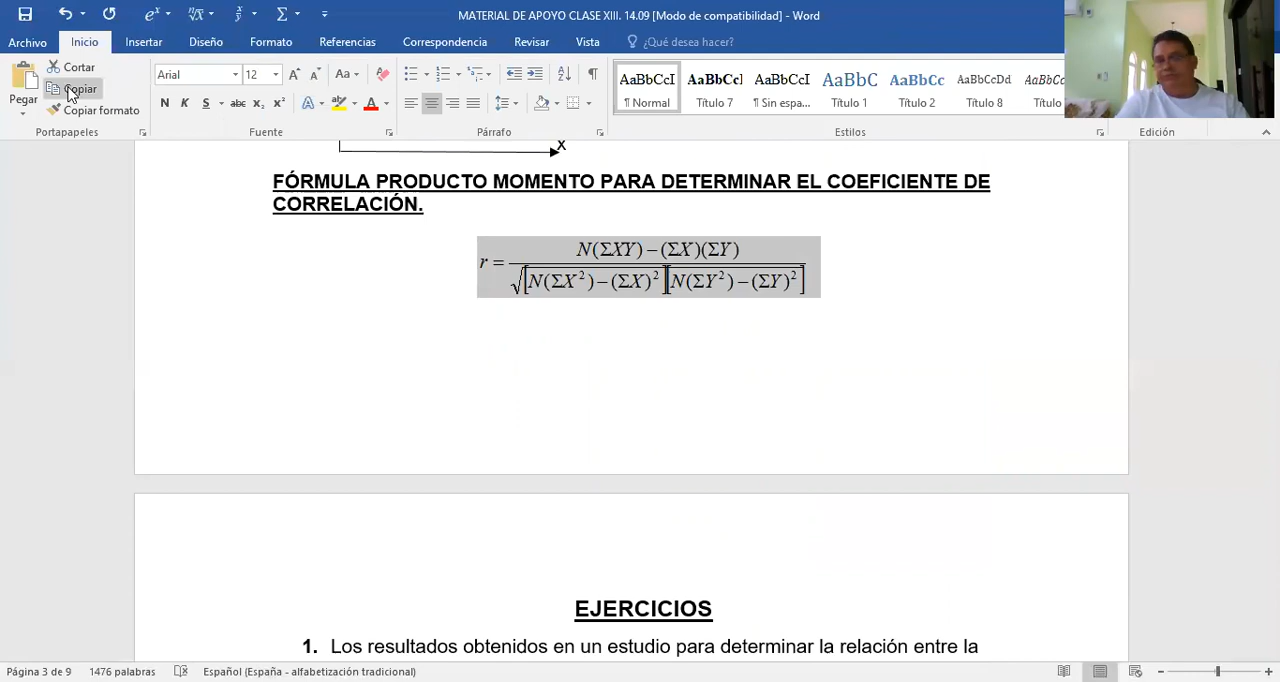 MATERIAL DE APOYO CLASE XIII. 14.09 [Modo de compatibilidad] - Word
Archivo Inicio Insertar Diseño Formato Referencias Correspondencia Revisar Vista ¿Qué desea hacer?
Pegar
Cortar
Copiar
Copiar formato
Arial 12
AaBbCcI AaBbCcI AaBbCcI AaBbC AaBbCc AaBbCcDd AaBbCc
¶ Normal Título 7 ¶ Sin espa... Título 1 Título 2 Título 8 Título
Portapapeles Fuente Párrafo Estilos Edición
X
FÓRMULA PRODUCTO MOMENTO PARA DETERMINAR EL COEFICIENTE DE
CORRELACIÓN.
r = N(ΣXY) − (ΣX)(ΣY) / √[N(ΣX²) − (ΣX)²][N(ΣY²) − (ΣY)²]
EJERCICIOS
1. Los resultados obtenidos en un estudio para determinar la relación entre la
Página 3 de 9 1476 palabras Español (España - alfabetización tradicional)